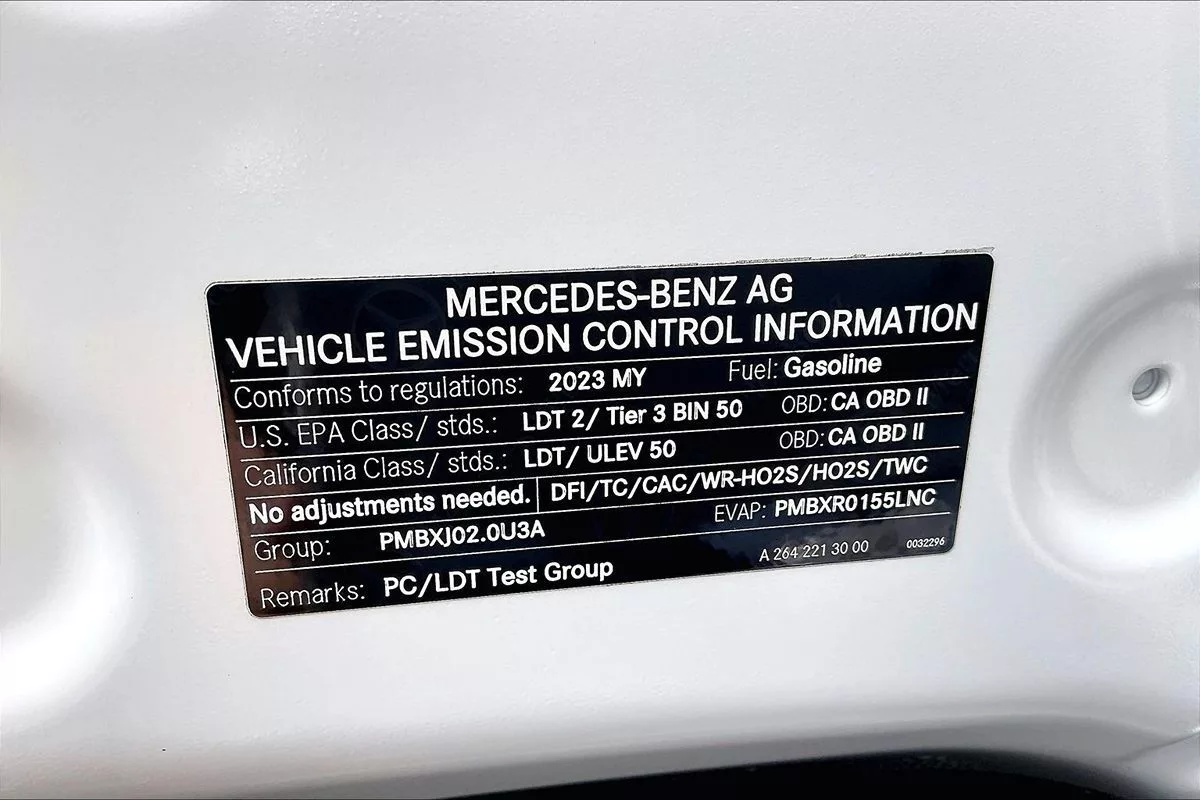 MERCEDES-BENZ AG
VEHICLE EMISSION CONTROL INFORMATION
Conforms to regulations: 2023 MY Fuel: Gasoline
U.S. EPA Class/ stds.: LDT 2/ Tier 3 BIN 50 OBD: CA OBD II
California Class/ stds.: LDT/ ULEV 50 OBD: CA OBD II
No adjustments needed. DFI/TC/CAC/WR-HO2S/HO2S/TWC
Group: PMBXJ02.0U3A EVAP: PMBXR0155LNC
Remarks: PC/LDT Test Group A 264 221 30 00 0032296